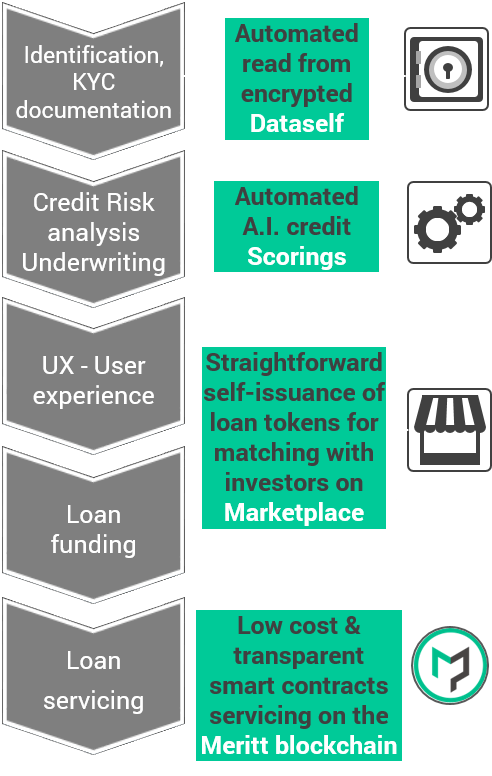 Identification,
KYC
documentation
Automated
read from
encrypted
Dataself
Credit Risk
analysis
Underwriting
Automated
A.I. credit
Scorings
UX - User
experience
Straightforward
self-issuance of
loan tokens for
matching with
investors on
Marketplace
Loan
funding
Loan
servicing
Low cost &
transparent
smart contracts
servicing on the
Meritt blockchain